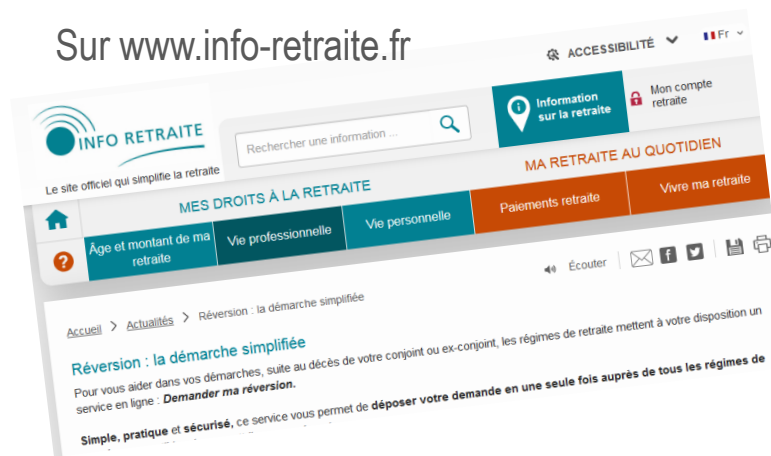 Sur www.info-retraite.fr
ACCESSIBILITÉ
Fr
INFO RETRAITE
Le site officiel qui simplifie la retraite
Rechercher une information ...
Information
sur la retraite
Mon compte
retraite
MES DROITS À LA RETRAITE
MA RETRAITE AU QUOTIDIEN
?
Âge et montant de ma
retraite
Vie professionnelle
Vie personnelle
Paiements retraite
Vivre ma retraite
Écouter
Accueil > Actualités > Réversion : la démarche simplifiée
Réversion : la démarche simplifiée
Pour vous aider dans vos démarches, suite au décès de votre conjoint ou ex-conjoint, les régimes de retraite mettent à votre disposition un
service en ligne : Demander ma réversion.
Simple, pratique et sécurisé, ce service vous permet de déposer votre demande en une seule fois auprès de tous les régimes de